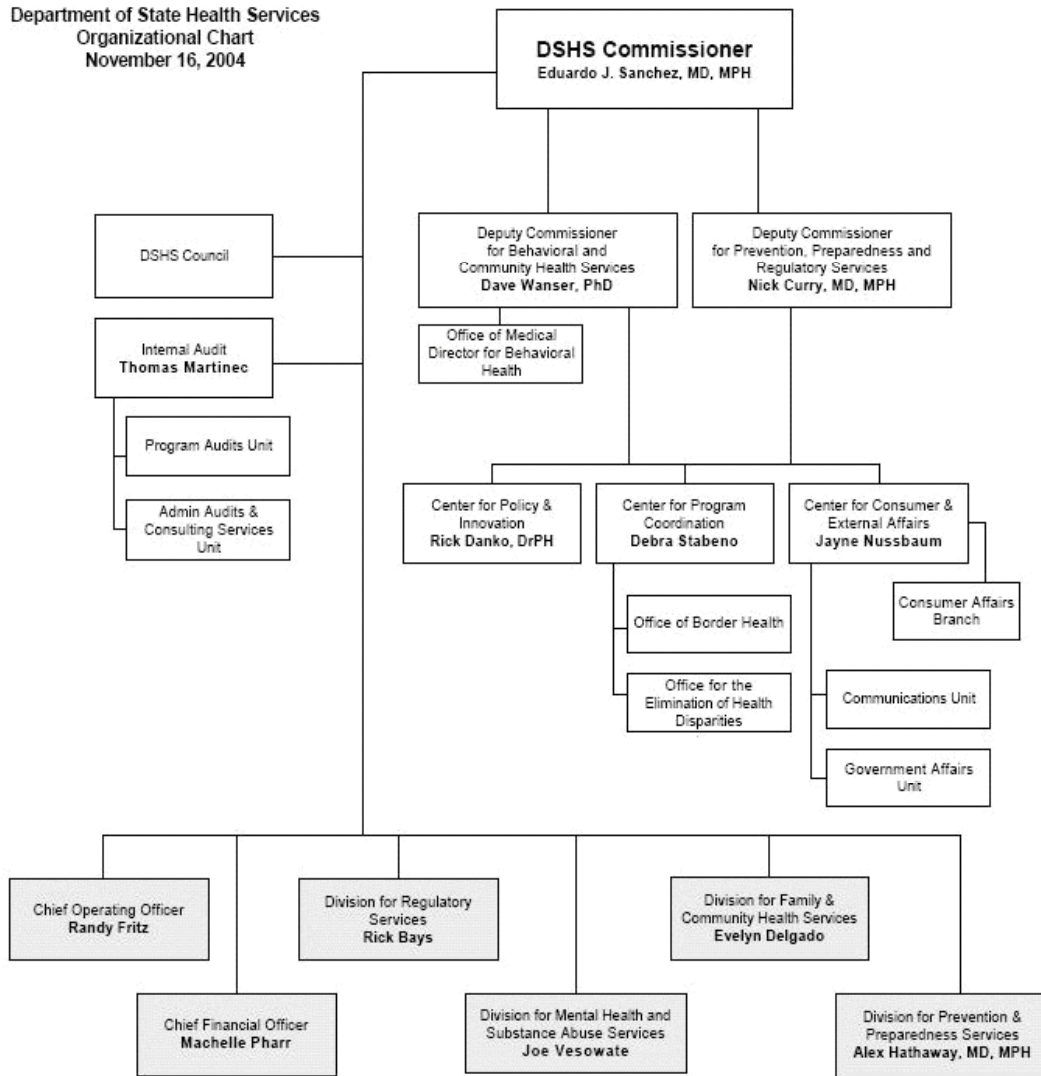 Department of State Health Services
Organizational Chart
November 16, 2004
DSHS Commissioner
Eduardo J. Sanchez, MD, MPH
DSHS Council
Deputy Commissioner
for Behavioral and
Community Health Services
Dave Wanser, PhD
Deputy Commissioner
for Prevention, Preparedness and
Regulatory Services
Nick Curry, MD, MPH
Internal Audit
Thomas Martinec
Office of Medical
Director for Behavioral
Health
Program Audits Unit
Admin Audits &
Consulting Services
Unit
Center for Policy &
Innovation
Rick Danko, DrPH
Center for Program
Coordination
Debra Stabeno
Center for Consumer &
External Affairs
Jayne Nussbaum
Consumer Affairs
Branch
Office of Border Health
Office for the
Elimination of Health
Disparities
Communications Unit
Government Affairs
Unit
Chief Operating Officer
Randy Fritz
Division for Regulatory
Services
Rick Bays
Division for Family &
Community Health Services
Evelyn Delgado
Chief Financial Officer
Machelle Pharr
Division for Mental Health and
Substance Abuse Services
Joe Vesowate
Division for Prevention &
Preparedness Services
Alex Hathaway, MD, MPH